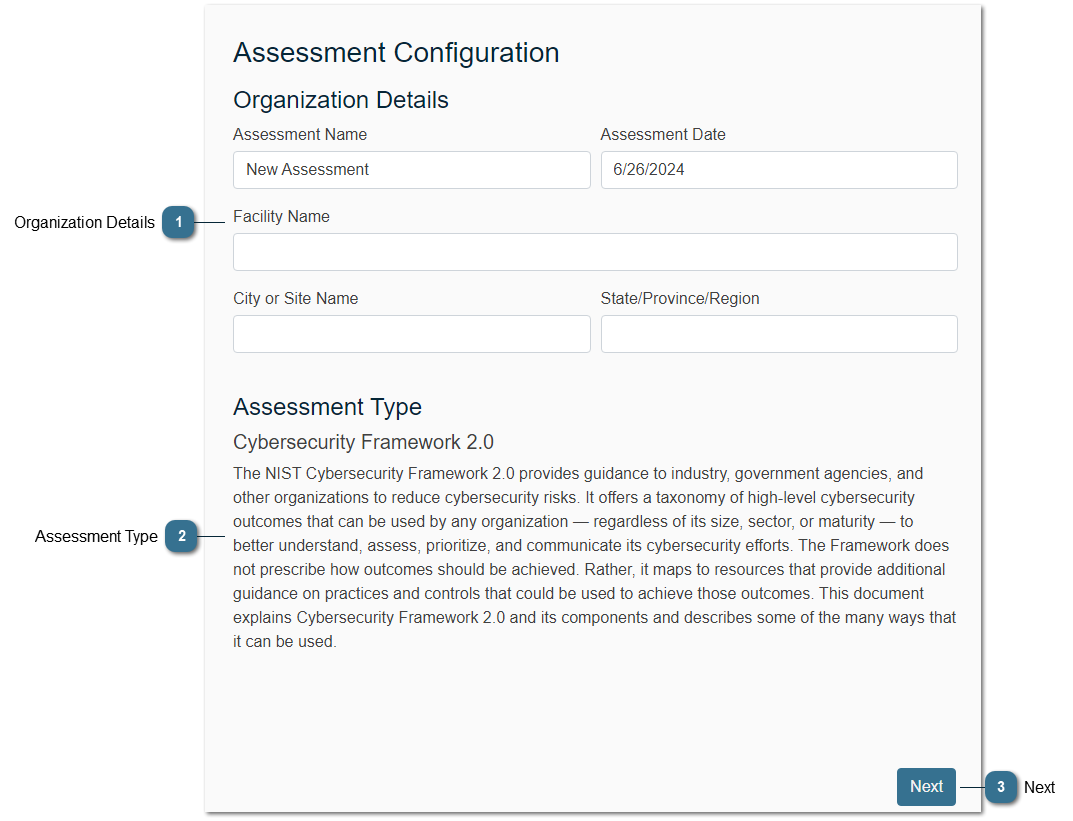 Assessment Configuration
Organization Details
Assessment Name
Assessment Date
New Assessment
6/26/2024
Organization Details
1
Facility Name
City or Site Name
State/Province/Region
Assessment Type
Cybersecurity Framework 2.0
The NIST Cybersecurity Framework 2.0 provides guidance to industry, government agencies, and
other organizations to reduce cybersecurity risks. It offers a taxonomy of high-level cybersecurity
outcomes that can be used by any organization — regardless of its size, sector, or maturity — to
Assessment Type
2
better understand, assess, prioritize, and communicate its cybersecurity efforts. The Framework does
not prescribe how outcomes should be achieved. Rather, it maps to resources that provide additional
guidance on practices and controls that could be used to achieve those outcomes. This document
explains Cybersecurity Framework 2.0 and its components and describes some of the many ways that
it can be used.
Next
3
Next